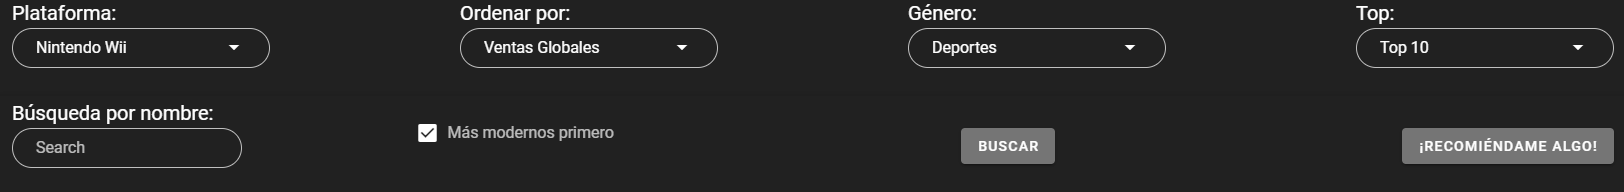 Plataforma: Ordenar por: Género: Top:
Nintendo Wii Ventas Globales Deportes Top 10
Búsqueda por nombre:
Search Más modernos primero BUSCAR ¡RECOMIÉNDAME ALGO!